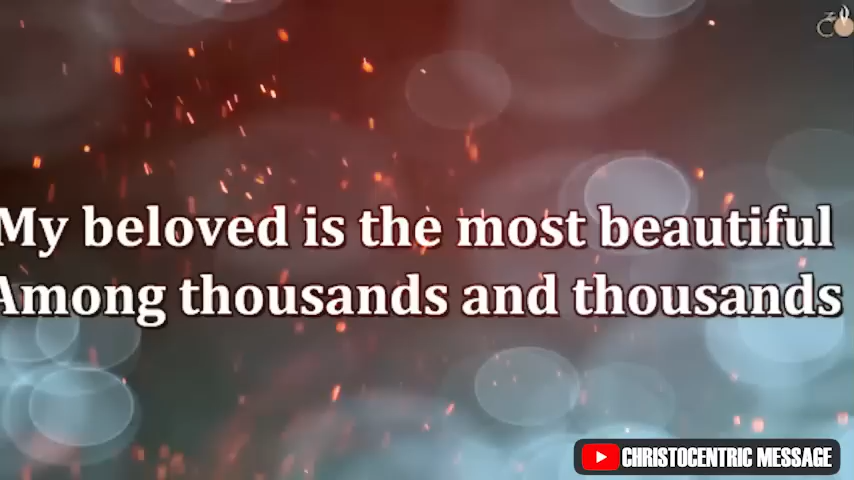 My beloved is the most beautiful
Among thousands and thousands
CHRISTOCENTRIC MESSAGE